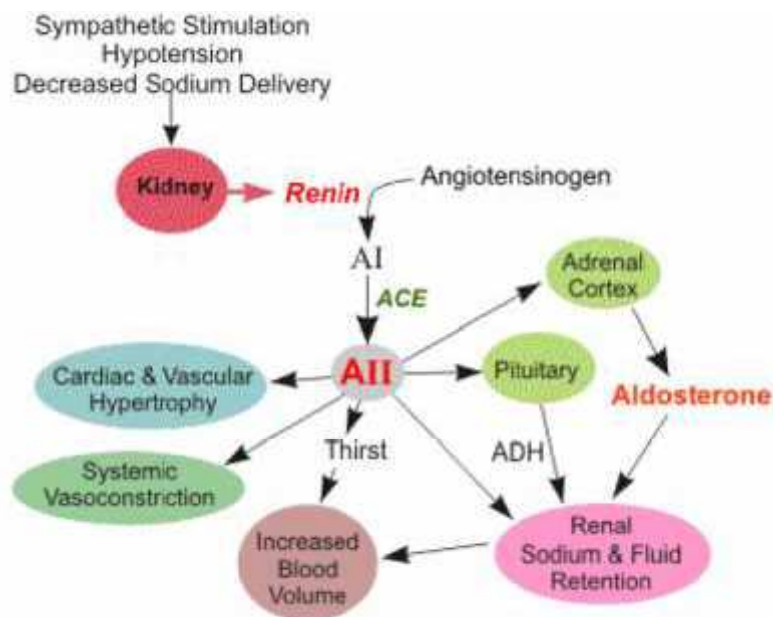 Sympathetic Stimulation
Hypotension
Decreased Sodium Delivery
Kidney
Renin
Angiotensinogen
AI
ACE
Adrenal
Cortex
AII
Cardiac & Vascular
Hypertrophy
Piluitary
Aldosterone
Thirst
ADH
Systemic
Vasoconstriction
Increased
Blood
Volume
Renal
Sodium & Fluid
Retention